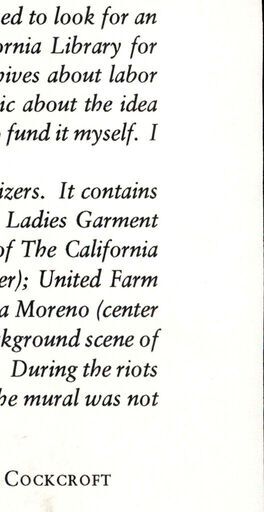 ed to look for an
ornia Library for
hives about labor
ic about the idea
fund it myself. I
izers. It contains
Ladies Garment
of The California
er); United Farm
a Moreno (center
kground scene of
During the riots
he mural was not
COCKCROFT